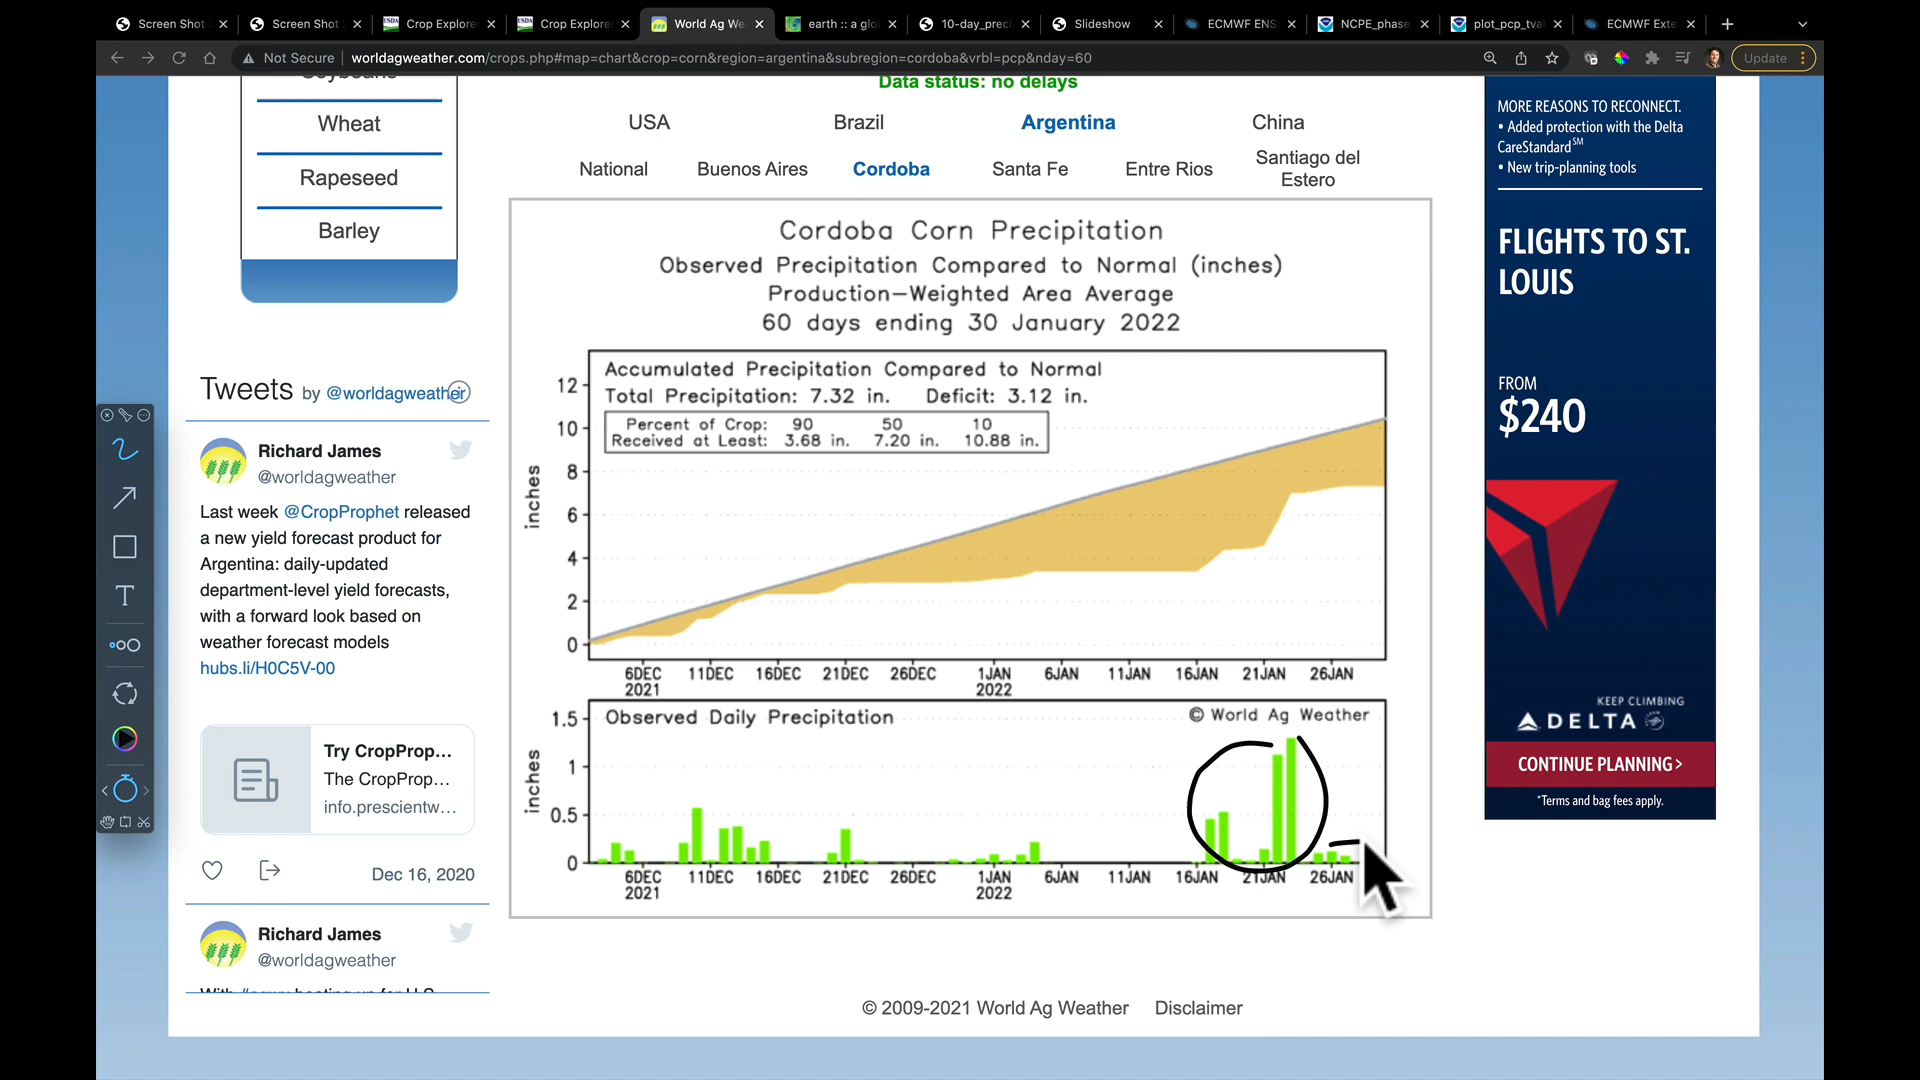 Screen Shot
Screen Shot
Crop Explore
Crop Explore
World Ag We
earth :: a glo
10-day_prec
Slideshow
ECMWF ENS
NCPE_phase
plot_pcp_tva
ECMWF Exte
Not Secure
worldagweather.com/crops.php#map=chart&crop=corn&region=argentina&subregion=cordoba&vrbl=pcp&nday=60
Update
Soybeans
Wheat
Rapeseed
Barley
Data status: no delays
USA Brazil Argentina China
National Buenos Aires Cordoba Santa Fe Entre Rios Santiago del
Estero
Cordoba Corn Precipitation
Observed Precipitation Compared to Normal (inches)
Production-Weighted Area Average
60 days ending 30 January 2022
Accumulated Precipitation Compared to Normal
Total Precipitation: 7.32 in. Deficit: 3.12 in.
Percent of Crop: 90 50 10
Received at Least: 3.68 in. 7.20 in. 10.88 in.
inches
12
10
8
6
4
2
0
6DEC 11DEC 16DEC 21DEC 26DEC 1JAN 6JAN 11JAN 16JAN 21JAN 26JAN
2021 2022
Observed Daily Precipitation
© World Ag Weather
inches
1.5
1
0.5
0
6DEC 11DEC 16DEC 21DEC 26DEC 1JAN 6JAN 11JAN 16JAN 21JAN 26JAN
2021 2022
Tweets by @worldagweather
Richard James
@worldagweather
Last week @CropProphet released
a new yield forecast product for
Argentina: daily-updated
department-level yield forecasts,
with a forward look based on
weather forecast models
hubs.li/H0C5V-00
Try CropProp...
The CropProp...
info.prescientw...
Dec 16, 2020
Richard James
@worldagweather
T
MORE REASONS TO RECONNECT.
• Added protection with the Delta
CareStandard SM
• New trip-planning tools
FLIGHTS TO ST.
LOUIS
FROM
$240
KEEP CLIMBING
DELTA
CONTINUE PLANNING >
*Terms and bag fees apply.
© 2009-2021 World Ag Weather Disclaimer